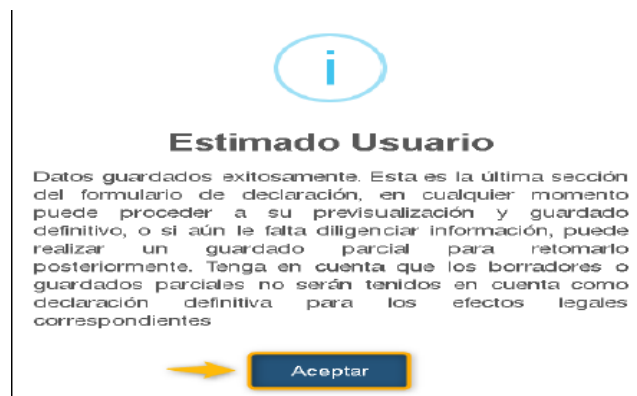 i
Estimado Usuario
Datos guardados exitosamente. Esta es la última sección
del formulario de declaración, en cualquier momento
puede proceder a su previsualización y guardado
definitivo, o si aún le falta diligenciar información, puede
realizar un guardado parcial para retomarlo
posteriormente. Tenga en cuenta que los borradores o
guardados parciales no serán tenidos en cuenta como
declaración definitiva para los efectos legales
correspondientes
Aceptar